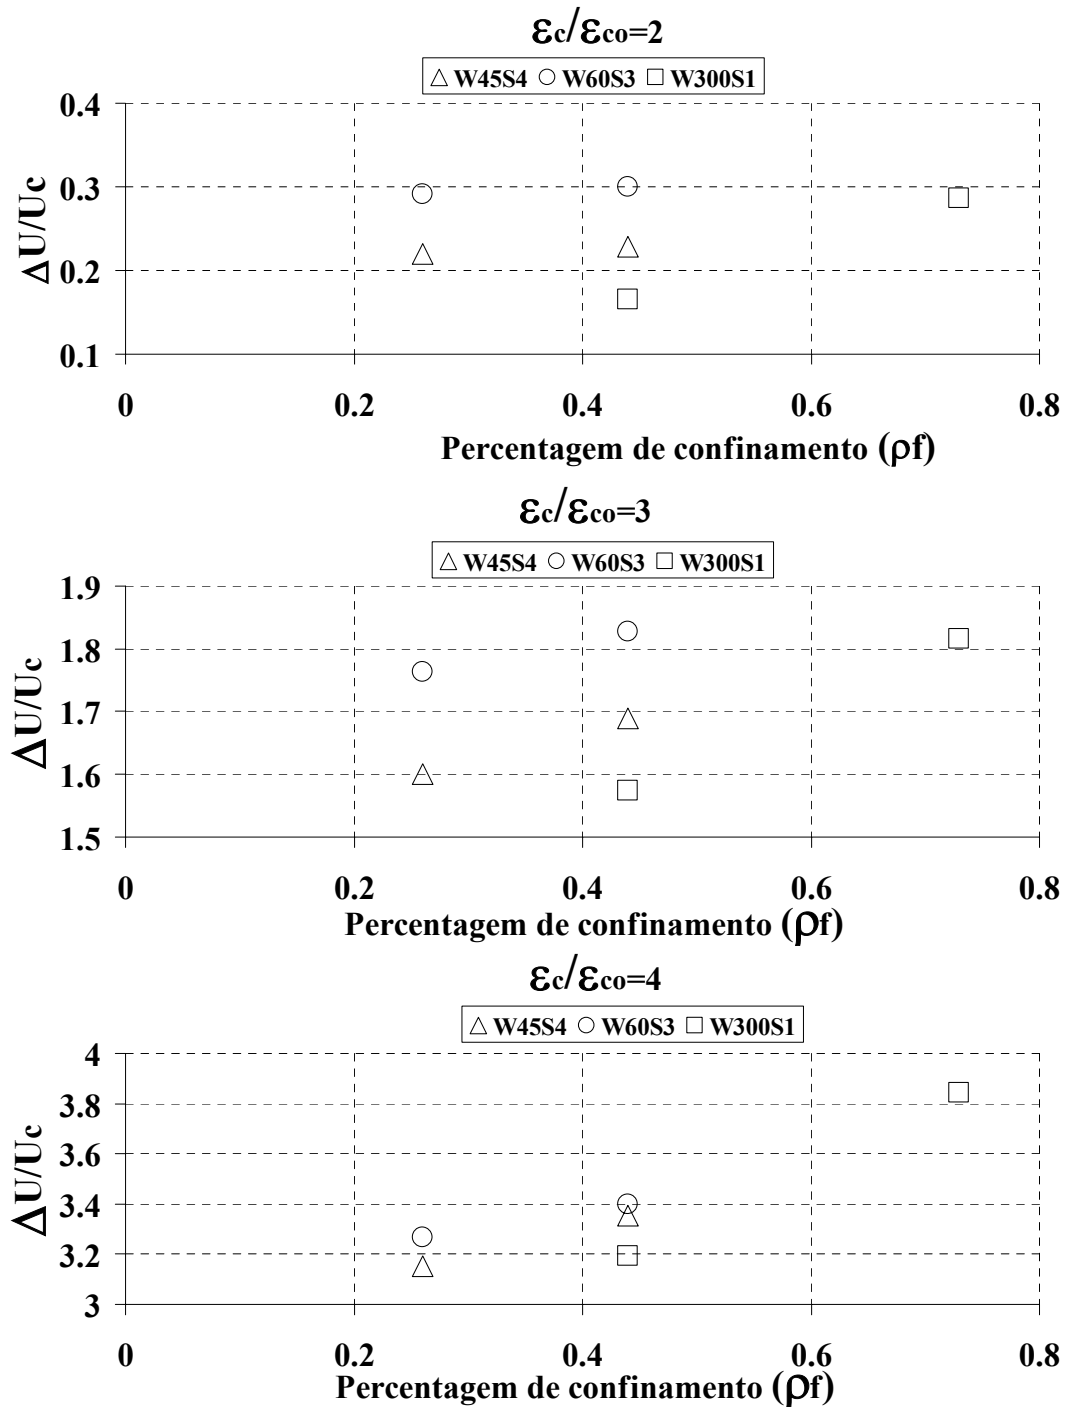 εc/εco=2
W45S4 W60S3 W300S1
0.4
0.3
0.2
0.1
ΔU/Uc
0 0.2 0.4 0.6 0.8
Percentagem de confinamento (ρf)
εc/εco=3
W45S4 W60S3 W300S1
1.9
1.8
1.7
1.6
1.5
ΔU/Uc
0 0.2 0.4 0.6 0.8
Percentagem de confinamento (ρf)
εc/εco=4
W45S4 W60S3 W300S1
4
3.8
3.6
3.4
3.2
3
ΔU/Uc
0 0.2 0.4 0.6 0.8
Percentagem de confinamento (ρf)